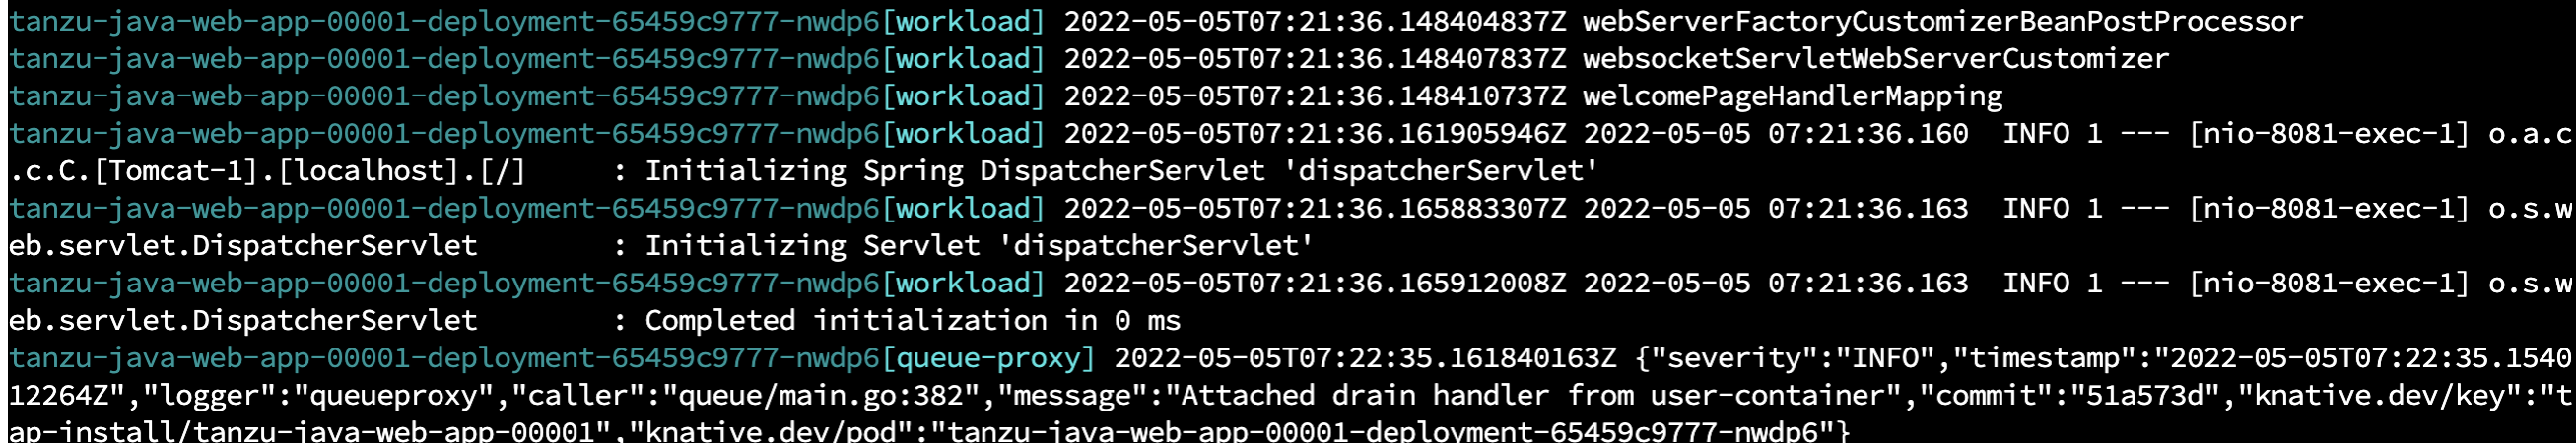 tanzu-java-web-app-00001-deployment-65459c9777-nwdp6[workload] 2022-05-05T07:21:36.148404837Z webServerFactoryCustomizerBeanPostProcessor
tanzu-java-web-app-00001-deployment-65459c9777-nwdp6[workload] 2022-05-05T07:21:36.148407837Z websocketServletWebServerCustomizer
tanzu-java-web-app-00001-deployment-65459c9777-nwdp6[workload] 2022-05-05T07:21:36.148410737Z welcomePageHandlerMapping
tanzu-java-web-app-00001-deployment-65459c9777-nwdp6[workload] 2022-05-05T07:21:36.161905946Z 2022-05-05 07:21:36.160  INFO 1 --- [nio-8081-exec-1] o.a.c
.c.C.[Tomcat-1].[localhost].[/]     : Initializing Spring DispatcherServlet 'dispatcherServlet'
tanzu-java-web-app-00001-deployment-65459c9777-nwdp6[workload] 2022-05-05T07:21:36.165883307Z 2022-05-05 07:21:36.163  INFO 1 --- [nio-8081-exec-1] o.s.w
eb.servlet.DispatcherServlet        : Initializing Servlet 'dispatcherServlet'
tanzu-java-web-app-00001-deployment-65459c9777-nwdp6[workload] 2022-05-05T07:21:36.165912008Z 2022-05-05 07:21:36.163  INFO 1 --- [nio-8081-exec-1] o.s.w
eb.servlet.DispatcherServlet        : Completed initialization in 0 ms
tanzu-java-web-app-00001-deployment-65459c9777-nwdp6[queue-proxy] 2022-05-05T07:22:35.161840163Z {"severity":"INFO","timestamp":"2022-05-05T07:22:35.1540
12264Z","logger":"queueproxy","caller":"queue/main.go:382","message":"Attached drain handler from user-container","commit":"51a573d","knative.dev/key":"t
ap-install/tanzu-java-web-app-00001","knative.dev/pod":"tanzu-java-web-app-00001-deployment-65459c9777-nwdp6"}